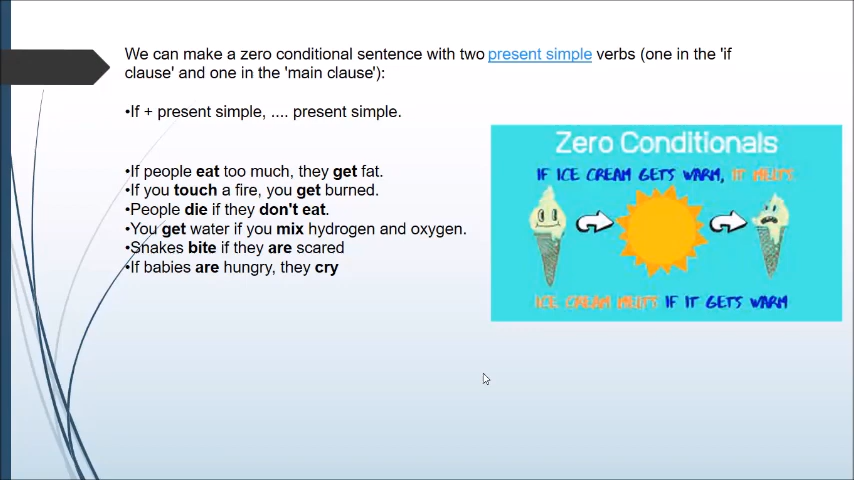 We can make a zero conditional sentence with two present simple verbs (one in the 'if
clause' and one in the 'main clause'):
•If + present simple, .... present simple.
•If people eat too much, they get fat.
•If you touch a fire, you get burned.
•People die if they don't eat.
•You get water if you mix hydrogen and oxygen.
•Snakes bite if they are scared
•If babies are hungry, they cry
Zero Conditionals
IF ICE CREAM GETS WARM, IT MELTS
ICE CREAM MELTS IF IT GETS WARM